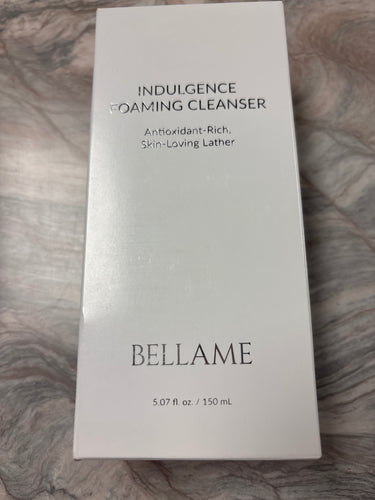 INDULGENCE
FOAMING CLEANSER
Antioxidant-Rich,
Skin-Loving Lather
BELLAME
5.07 fl. oz. / 150 mL